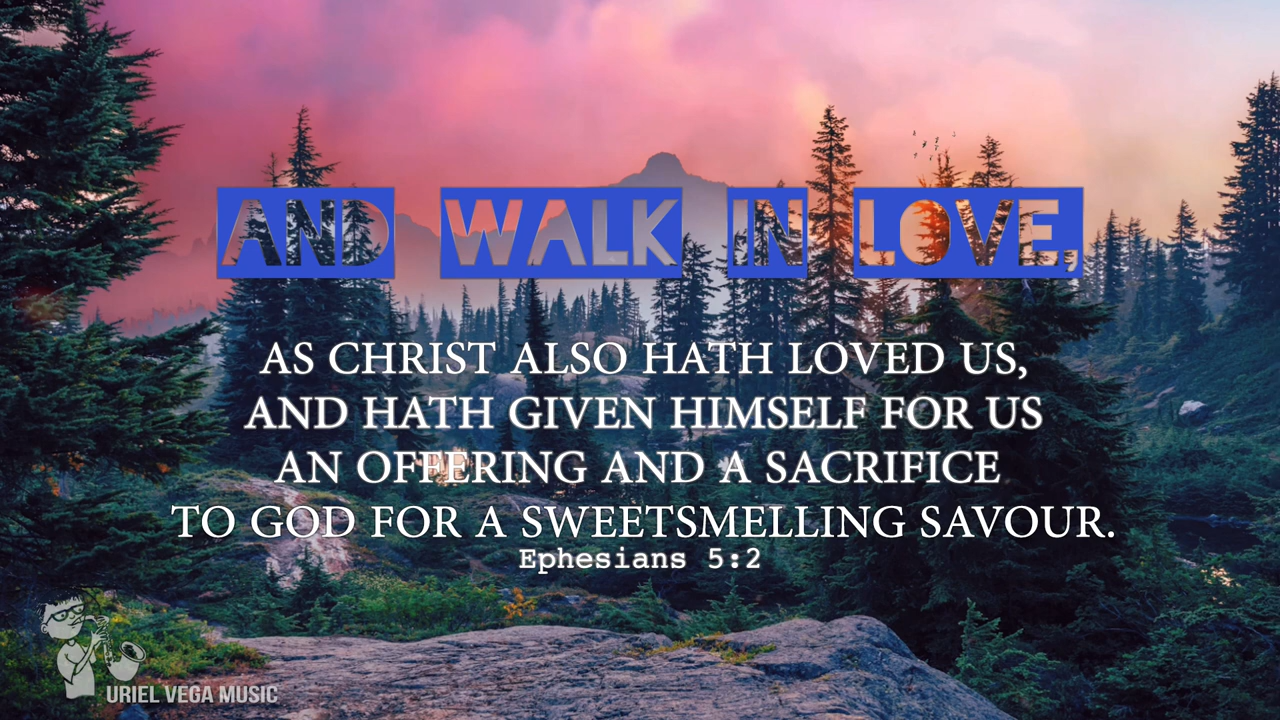 AND WALK IN LOVE,
AS CHRIST ALSO HATH LOVED US,
AND HATH GIVEN HIMSELF FOR US
AN OFFERING AND A SACRIFICE
TO GOD FOR A SWEETSMELLING SAVOUR.
Ephesians 5:2
URIEL VEGA MUSIC